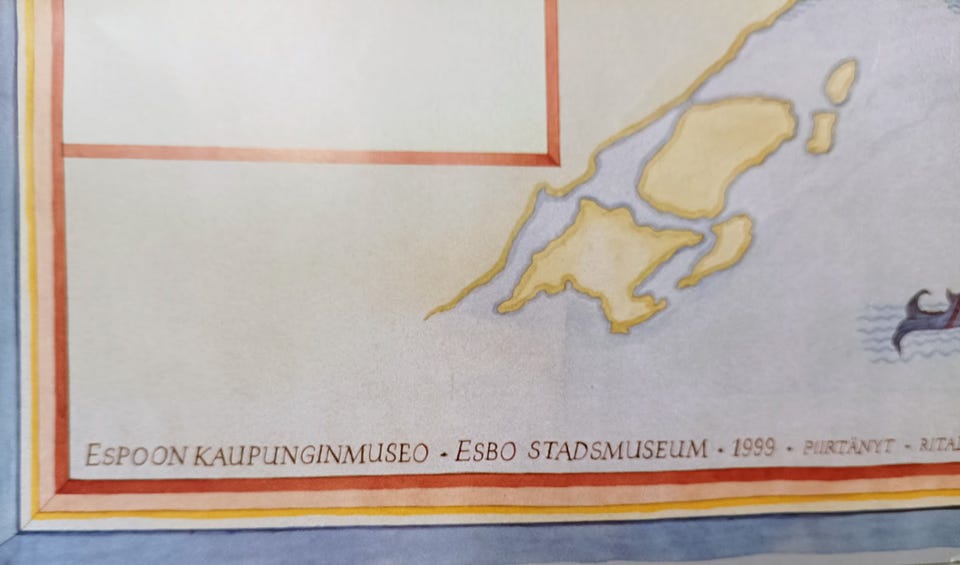 ESPOON KAUPUNGINMUSEO · ESBO STADSMUSEUM · 1999 · PIIRTÄNYT -